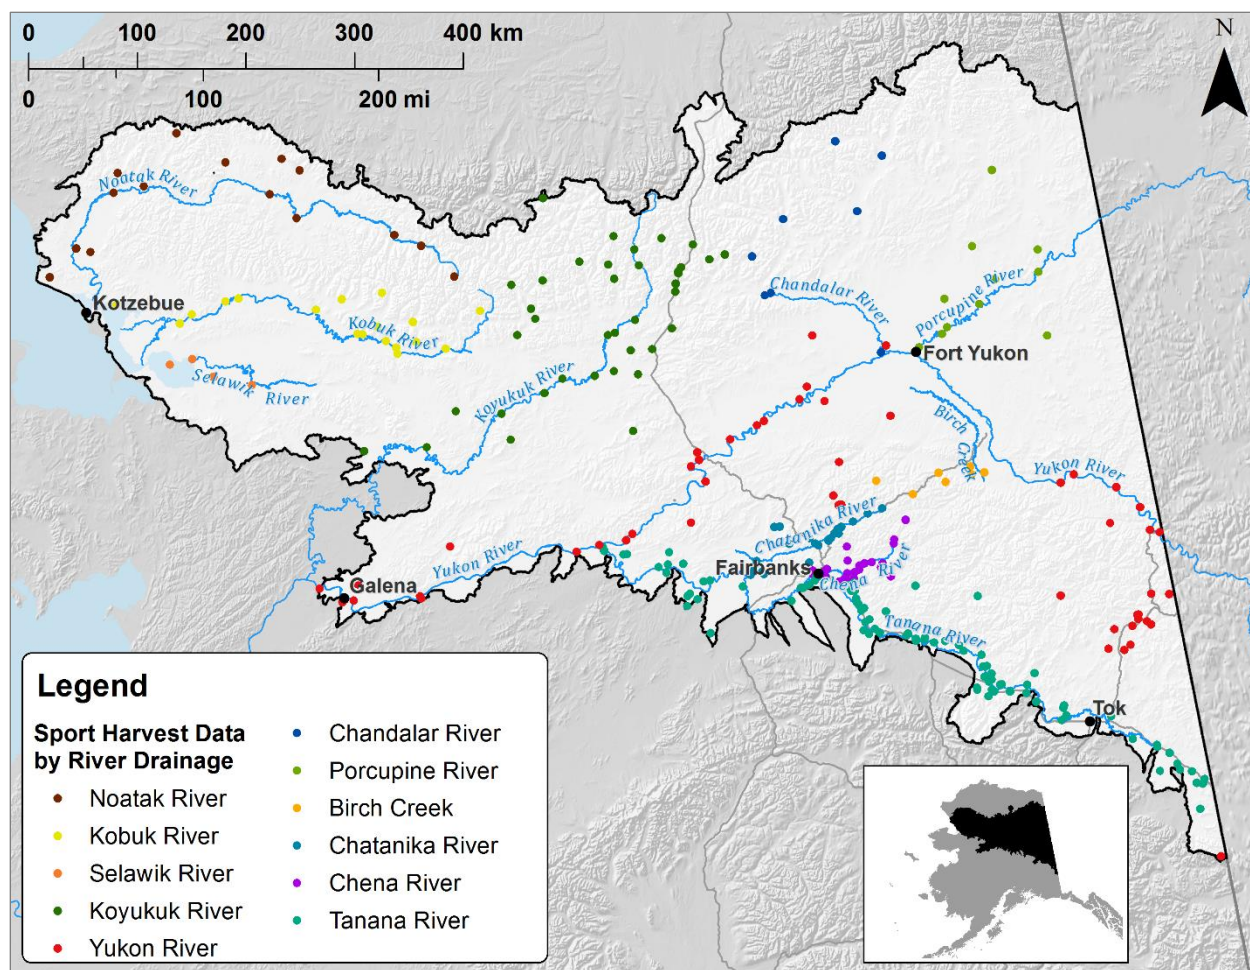 0 100 200 300 400 km
0 100 200 mi
N
Noatak River
Kotzebue
Kobuk River
Selawik River
Koyukuk River
Chandalar River
Porcupine River
Fort Yukon
Birch Creek
Yukon River
Chatanika River
Fairbanks
Chena River
Yukon River
Galena
Tanana River
Tok
Legend
Sport Harvest Data
by River Drainage
Noatak River
Kobuk River
Selawik River
Koyukuk River
Yukon River
Chandalar River
Porcupine River
Birch Creek
Chatanika River
Chena River
Tanana River